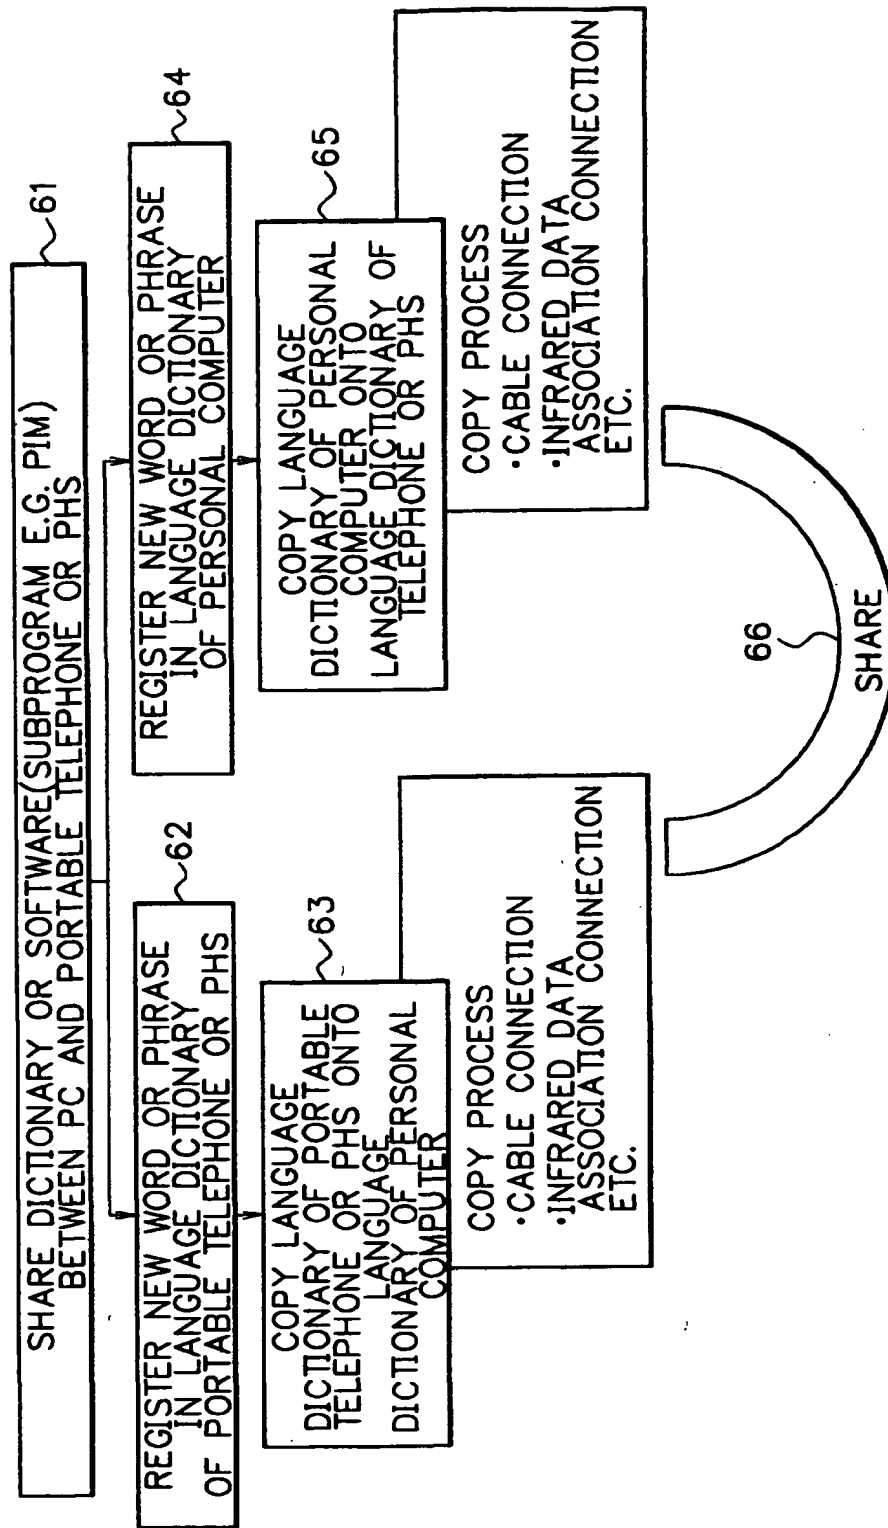 SHARE DICTIONARY OR SOFTWARE(SUBPROGRAM E.G. PIM)
BETWEEN PC AND PORTABLE TELEPHONE OR PHS
61
REGISTER NEW WORD OR PHRASE
IN LANGUAGE DICTIONARY
OF PORTABLE TELEPHONE OR PHS
62
COPY LANGUAGE
DICTIONARY OF PORTABLE
TELEPHONE OR PHS ONTO
LANGUAGE
DICTIONARY OF PERSONAL
COMPUTER
63
COPY PROCESS
·CABLE CONNECTION
·INFRARED DATA
ASSOCIATION CONNECTION
ETC.
REGISTER NEW WORD OR PHRASE
IN LANGUAGE DICTIONARY
OF PERSONAL COMPUTER
64
COPY LANGUAGE
DICTIONARY OF PERSONAL
COMPUTER ONTO
LANGUAGE DICTIONARY OF
TELEPHONE OR PHS
65
COPY PROCESS
·CABLE CONNECTION
·INFRARED DATA
ASSOCIATION CONNECTION
ETC.
66
SHARE